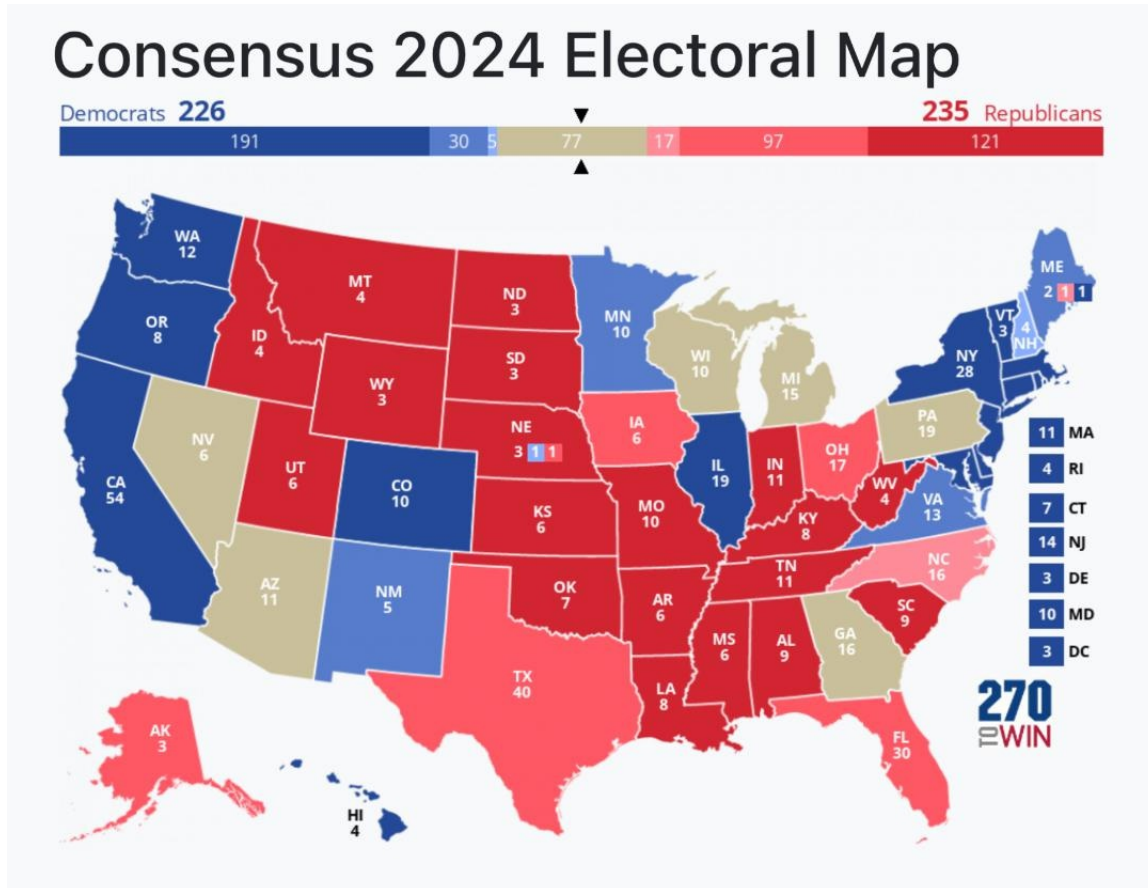 Consensus 2024 Electoral Map
Democrats 226
235 Republicans
191 30 5 77 17 97 121
WA
12
OR
8
CA
54
NV
6
ID
4
MT
4
WY
3
UT
6
AZ
11
CO
10
NM
5
ND
3
SD
3
NE
3 1 1
KS
6
OK
7
TX
40
MN
10
IA
6
MO
10
AR
6
LA
8
WI
10
IL
19
MI
15
IN
11
OH
17
KY
8
TN
11
MS
6
AL
9
GA
16
FL
30
SC
9
NC
16
VA
13
WV
4
PA
19
NY
28
VT
3
4
NH
ME
2 1 1
11 MA
4 RI
7 CT
14 NJ
3 DE
10 MD
3 DC
AK
3
HI
4
270
TO WIN